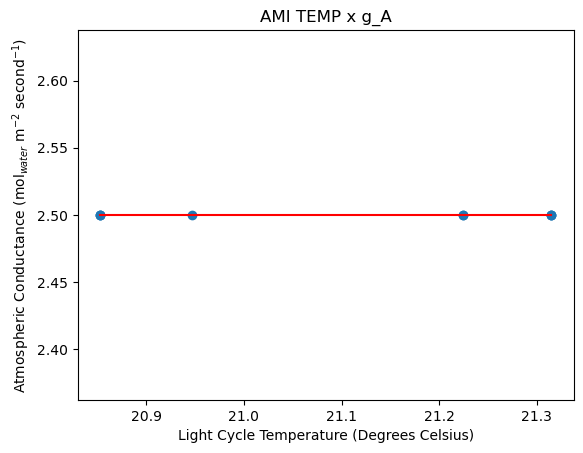 AMI TEMP x g_A
Atmospheric Conductance (mol_water m^−2 second^−1)
2.60
2.55
2.50
2.45
2.40
20.9 21.0 21.1 21.2 21.3
Light Cycle Temperature (Degrees Celsius)